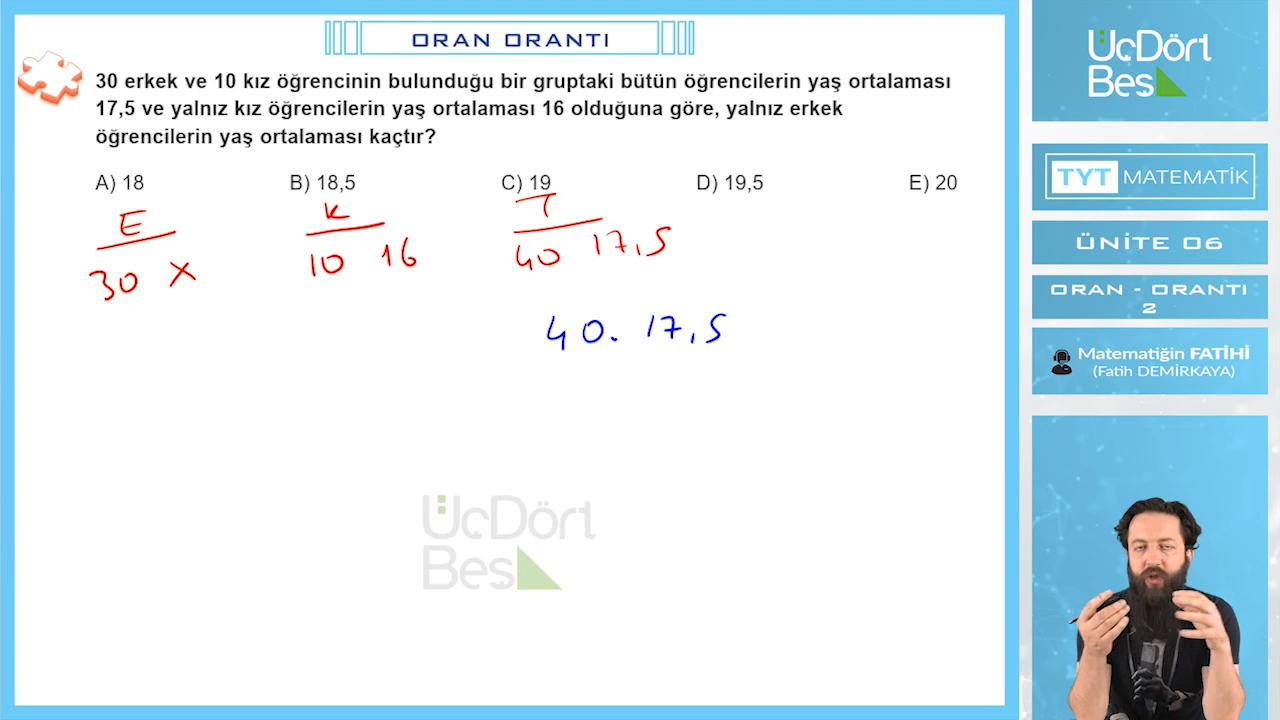 ORAN ORANTI
30 erkek ve 10 kız öğrencinin bulunduğu bir gruptaki bütün öğrencilerin yaş ortalaması
17,5 ve yalnız kız öğrencilerin yaş ortalaması 16 olduğuna göre, yalnız erkek
öğrencilerin yaş ortalaması kaçtır?
A) 18 B) 18,5 C) 19 D) 19,5 E) 20
E K T
30 X 10 16 40 17,5
40. 17,5
ÜçDört
Beş
ÜçDört
Beş
TYT MATEMATİK
ÜNİTE 06
ORAN - ORANTI
2
Matematiğin FATİHİ
(Fatih DEMİRKAYA)